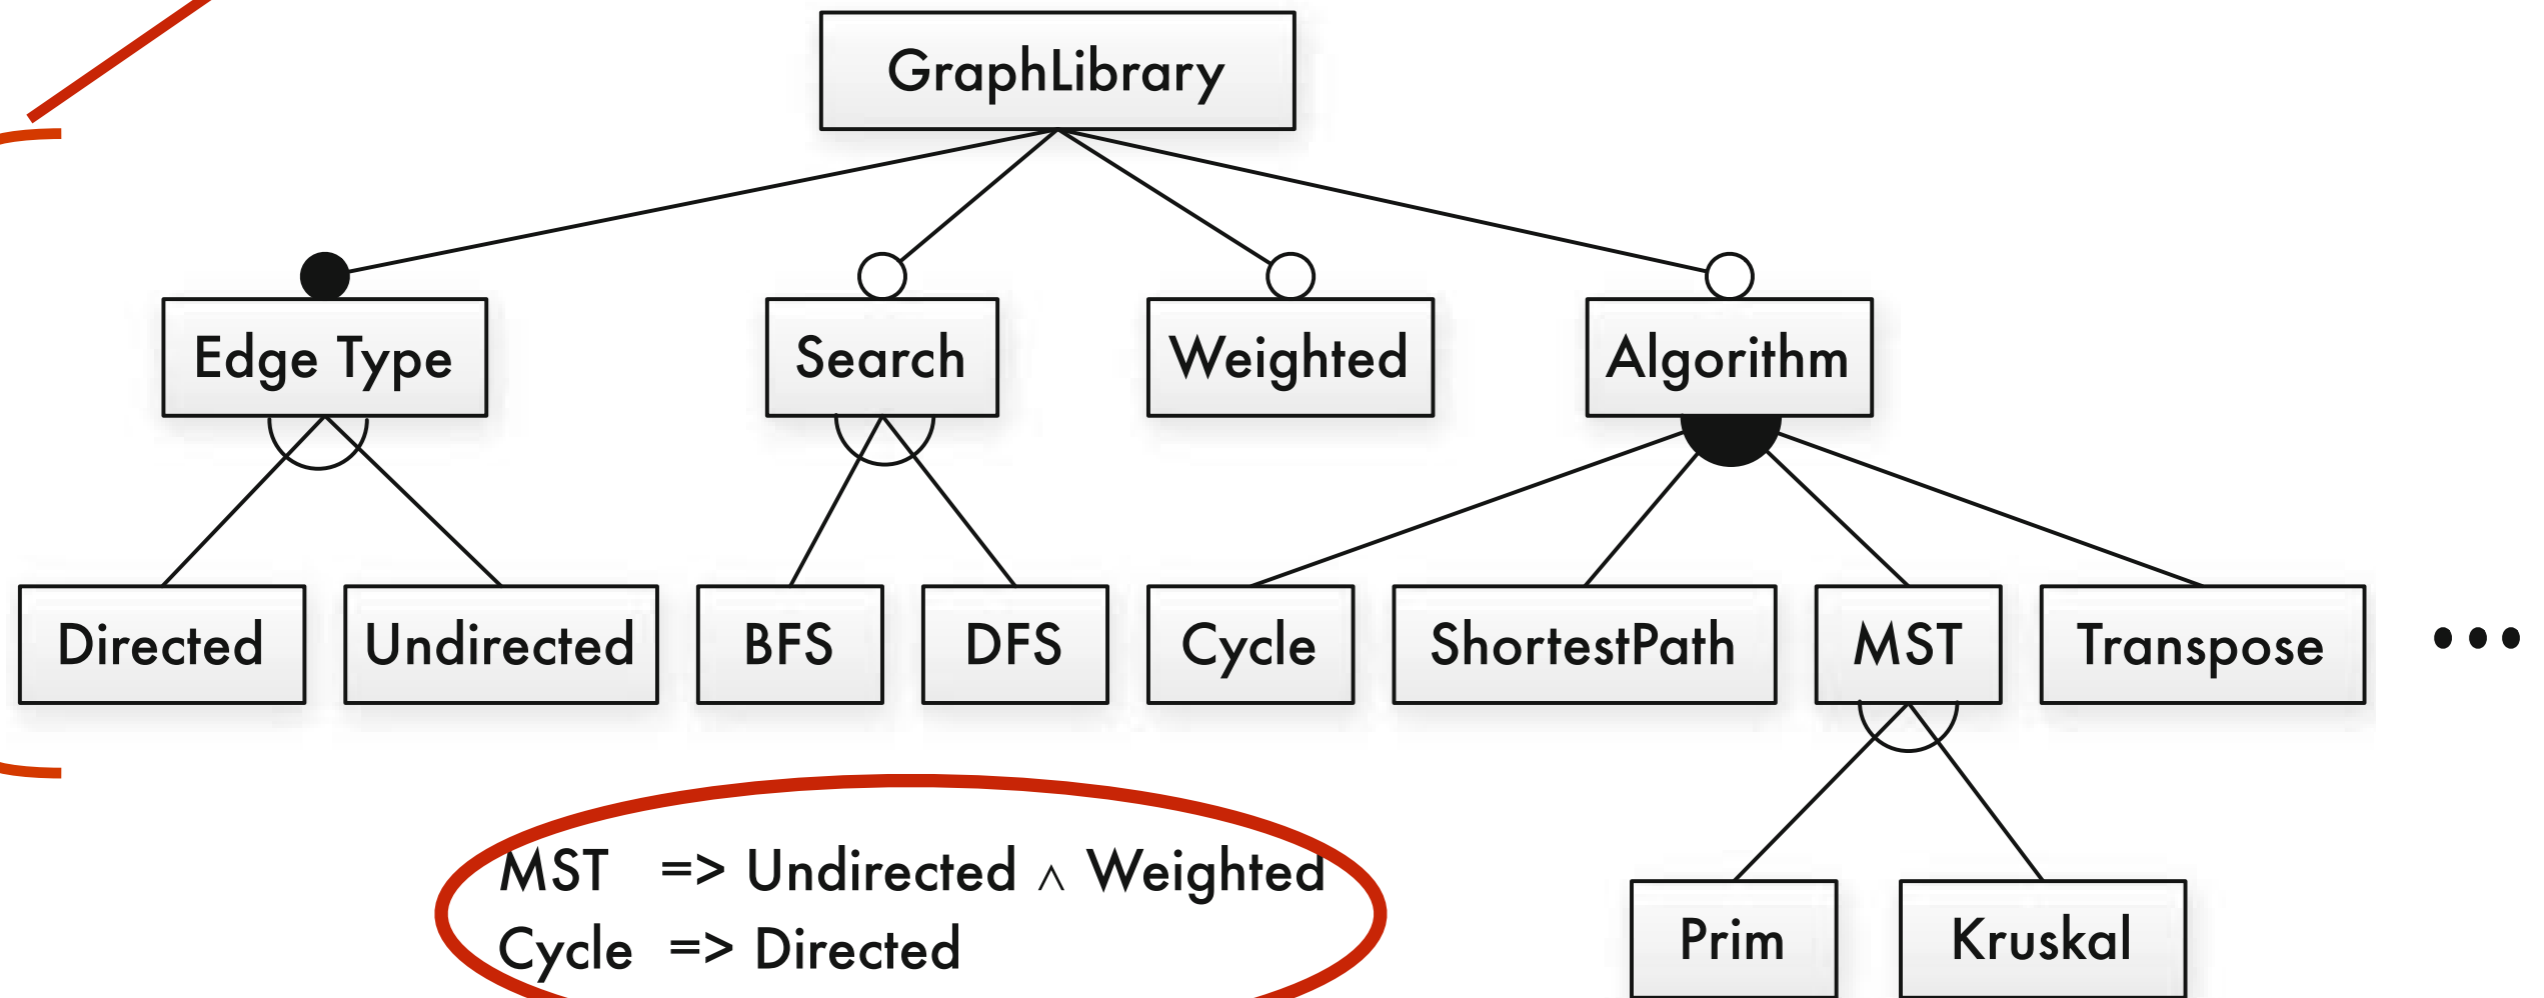 GraphLibrary
Edge Type Search Weighted Algorithm
Directed Undirected BFS DFS Cycle ShortestPath MST Transpose •••
MST => Undirected ∧ Weighted
Cycle => Directed
Prim Kruskal